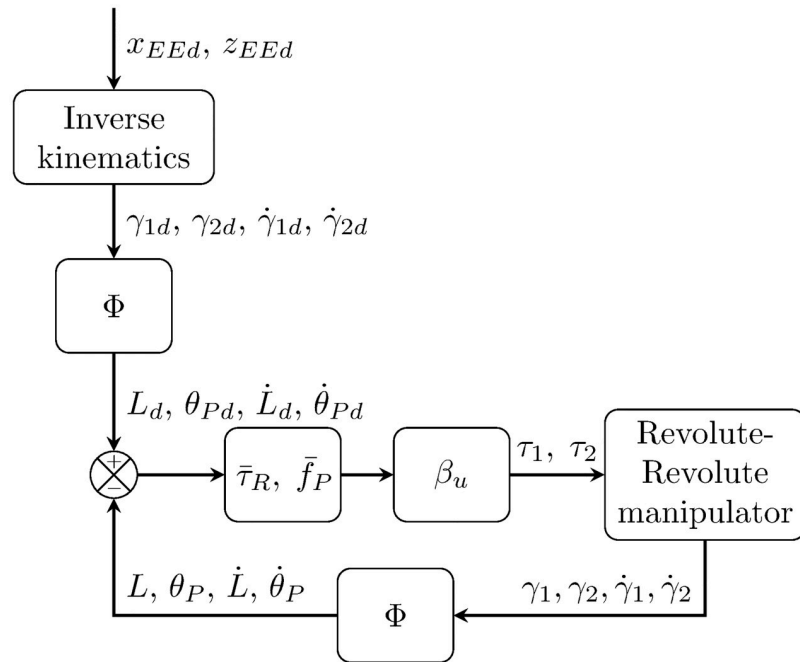 x_{EEd}, z_{EEd}
Inverse
kinematics
γ_{1d}, γ_{2d}, γ̇_{1d}, γ̇_{2d}
Φ
L_d, θ_{Pd}, L̇_d, θ̇_{Pd}
+
−
τ̄_R, f̄_P
β_u
τ_1, τ_2
Revolute-
Revolute
manipulator
L, θ_P, L̇, θ̇_P
Φ
γ_1, γ_2, γ̇_1, γ̇_2